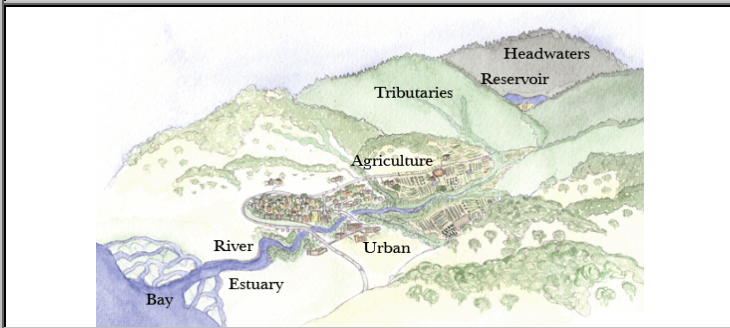 Headwaters
Reservoir
Tributaries
Agriculture
River
Urban
Estuary
Bay